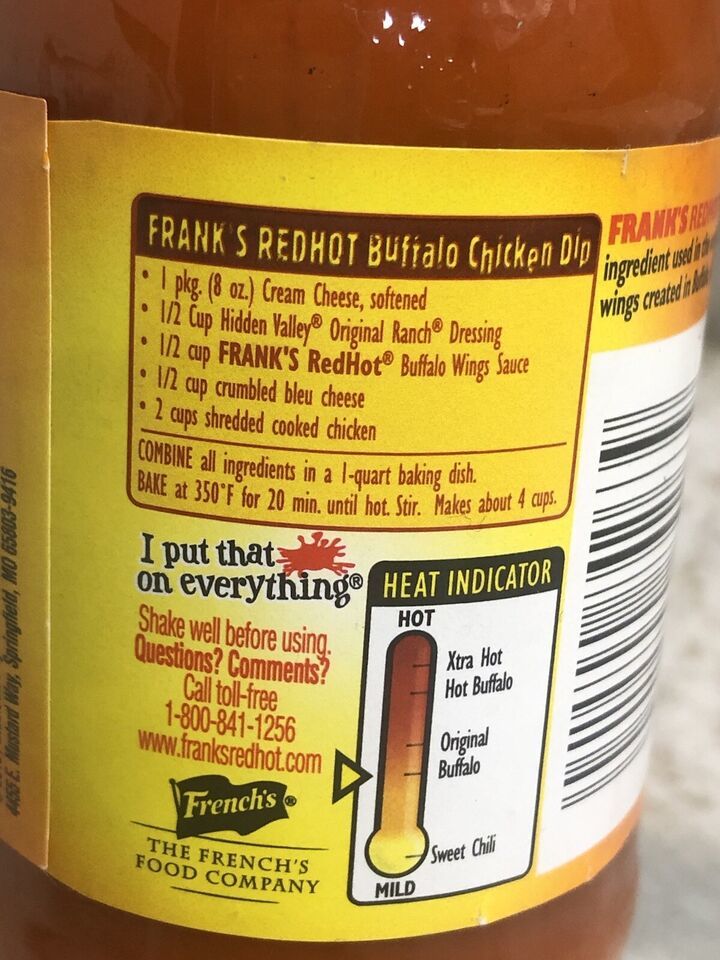 FRANK'S REDHOT Buffalo Chicken Dip
• 1 pkg. (8 oz.) Cream Cheese, softened
• 1/2 Cup Hidden Valley® Original Ranch® Dressing
• 1/2 cup FRANK'S RedHot® Buffalo Wings Sauce
• 1/2 cup crumbled bleu cheese
• 2 cups shredded cooked chicken
COMBINE all ingredients in a 1-quart baking dish.
BAKE at 350°F for 20 min. until hot. Stir. Makes about 4 cups.
I put that
on everything®
Shake well before using.
Questions? Comments?
Call toll-free
1-800-841-1256
www.franksredhot.com
French's®
THE FRENCH'S
FOOD COMPANY
HEAT INDICATOR
HOT
Xtra Hot
Hot Buffalo
Original
Buffalo
Sweet Chili
MILD
FRANK'S
ingredient used in the
wings created in
4455 E. Mustard Way, Springfield, MO 65803-9416